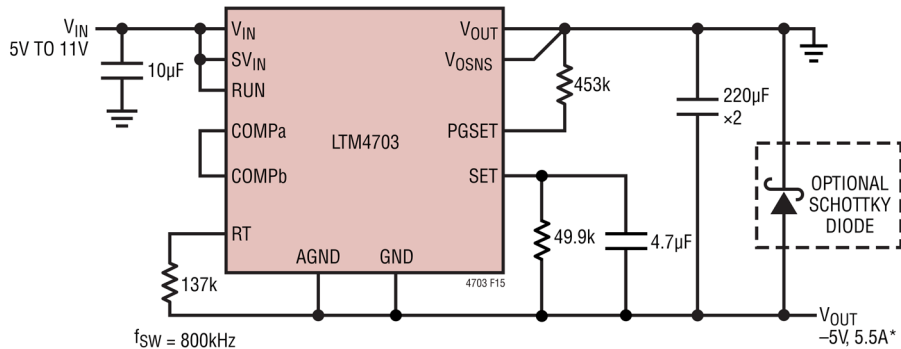 VIN
5V TO 11V
10µF
VIN
SVIN
RUN
COMPa
COMPb
RT
LTM4703
AGND
GND
VOUT
VOSNS
PGSET
SET
4703 F15
453k
220µF
×2
OPTIONAL
SCHOTTKY
DIODE
49.9k
4.7µF
137k
fSW = 800kHz
VOUT
–5V, 5.5A*